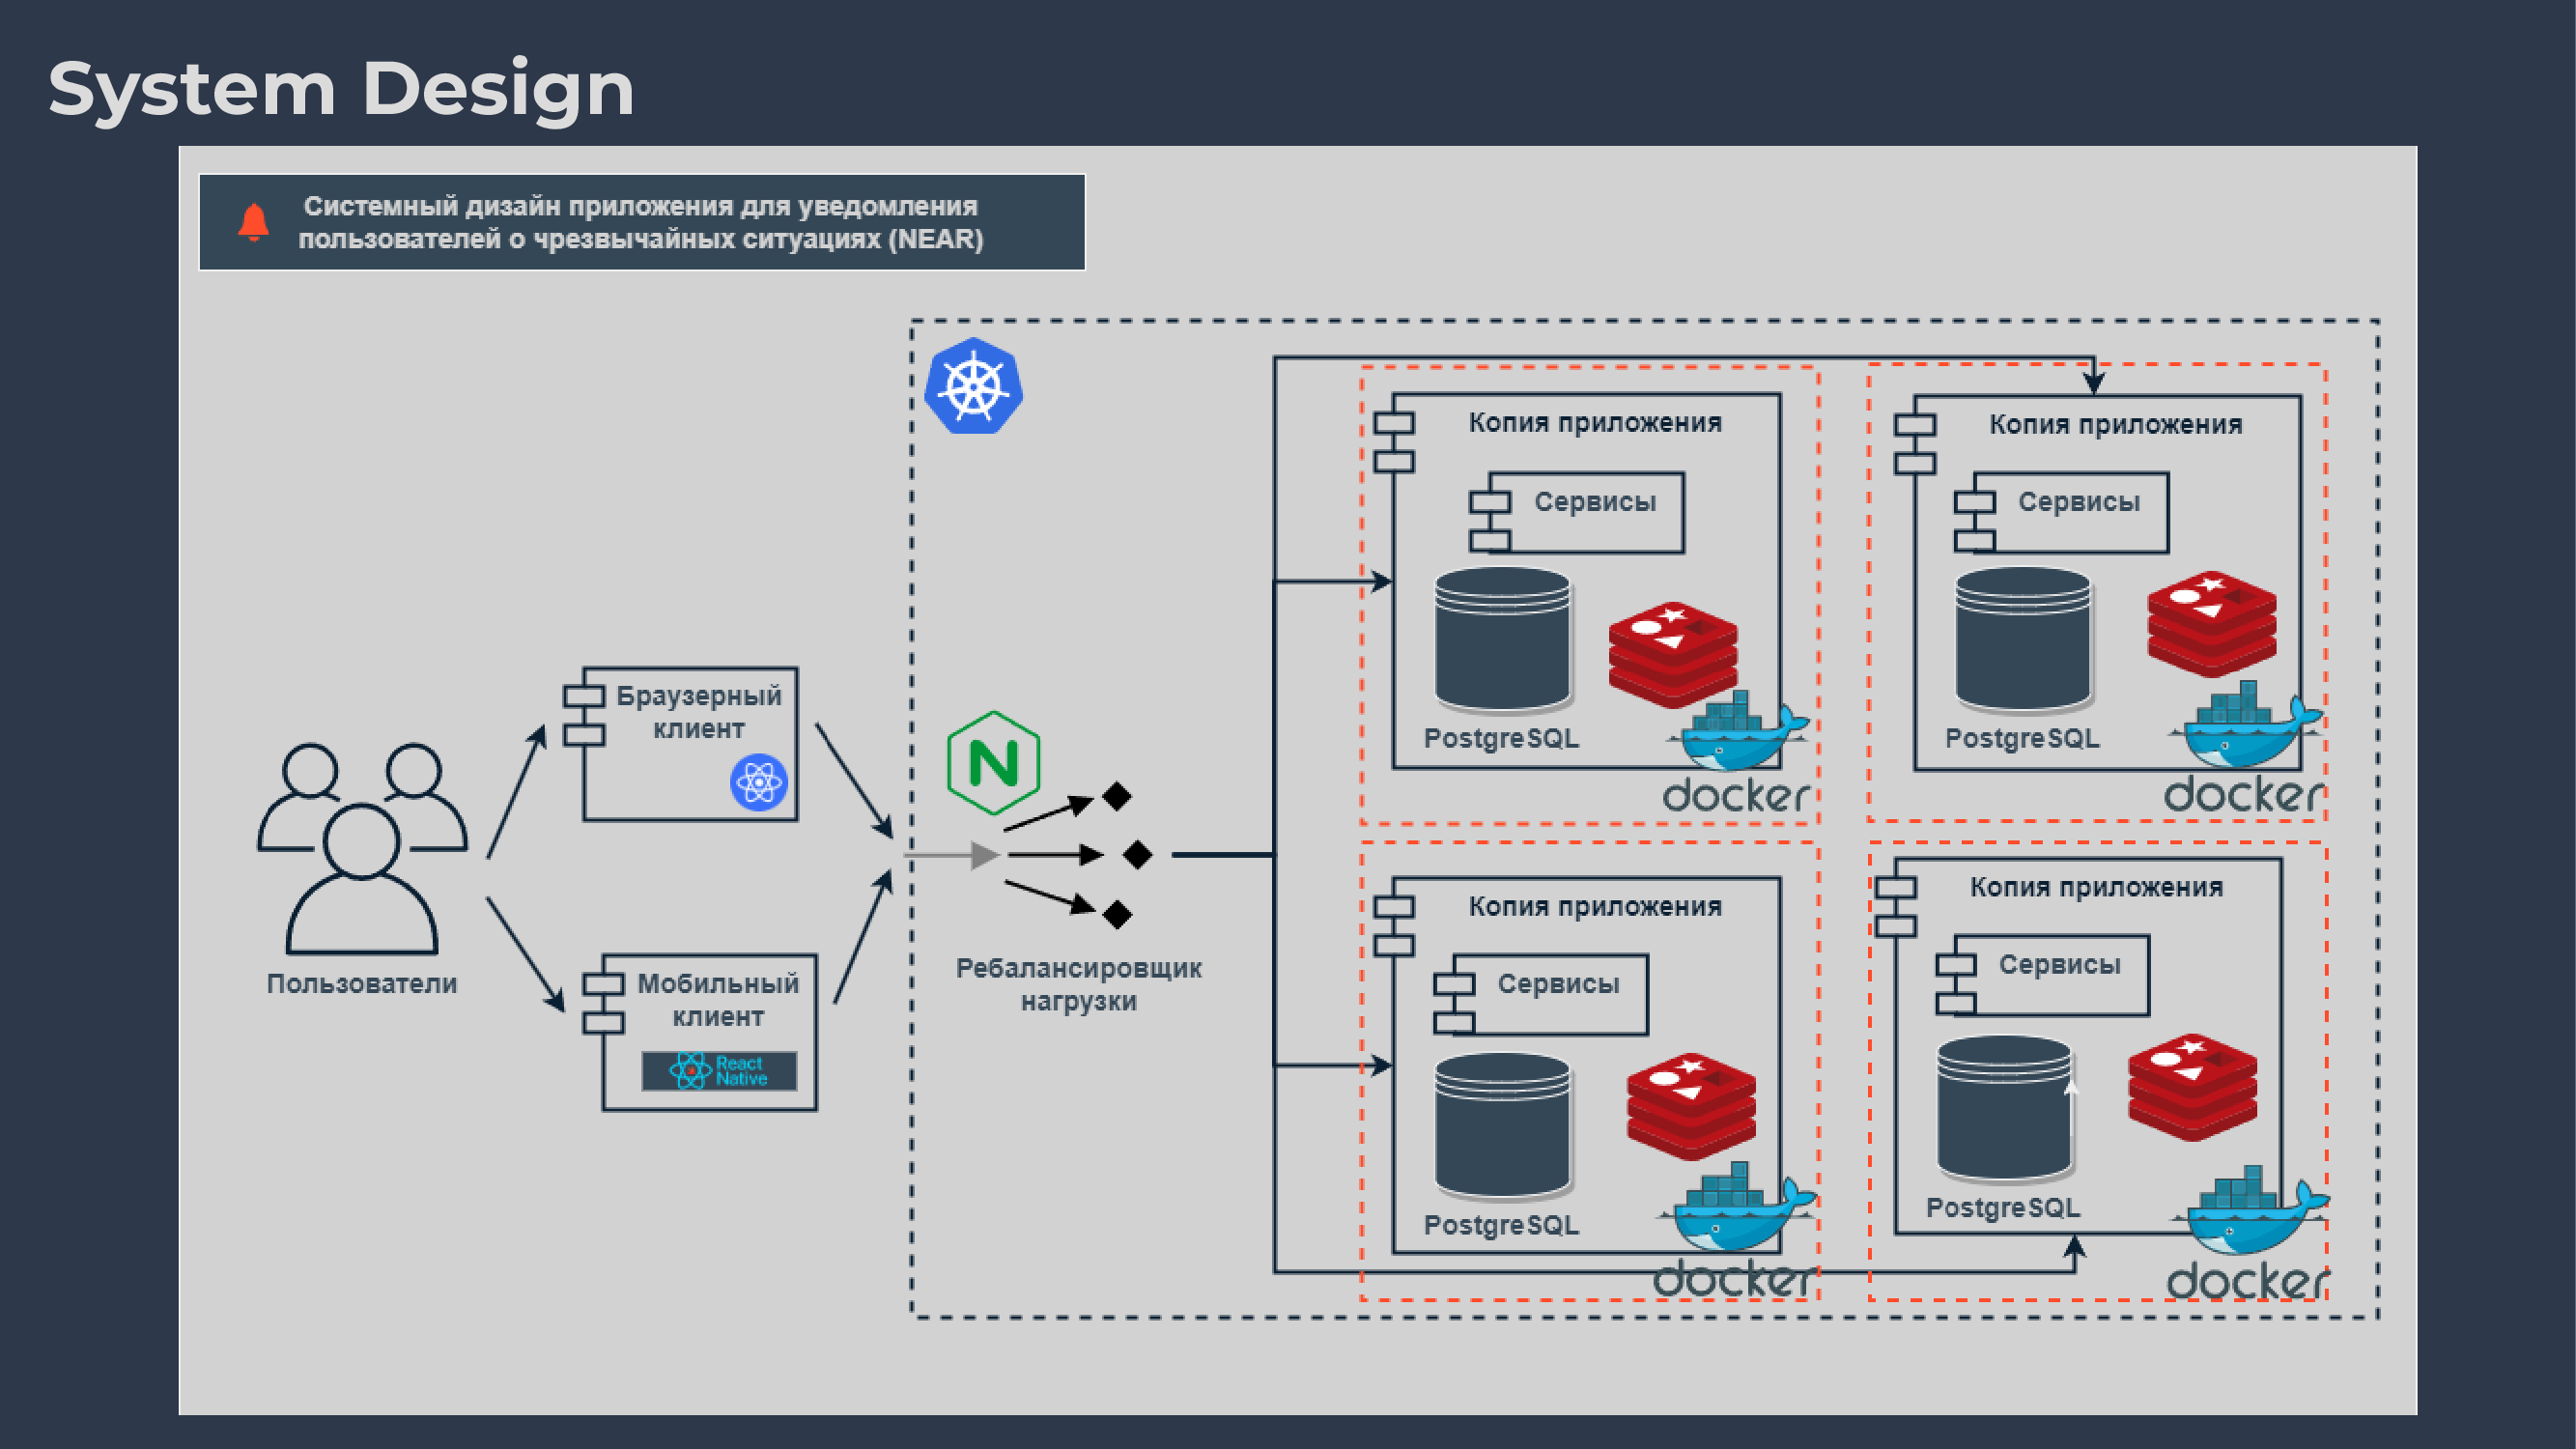 System Design
Системный дизайн приложения для уведомления
пользователей о чрезвычайных ситуациях (NEAR)
Пользователи
Браузерный
клиент
Мобильный
клиент
React
Native
N
Ребалансировщик
нагрузки
Копия приложения
Сервисы
PostgreSQL
docker
Копия приложения
Сервисы
PostgreSQL
docker
Копия приложения
Сервисы
PostgreSQL
docker
Копия приложения
Сервисы
PostgreSQL
docker